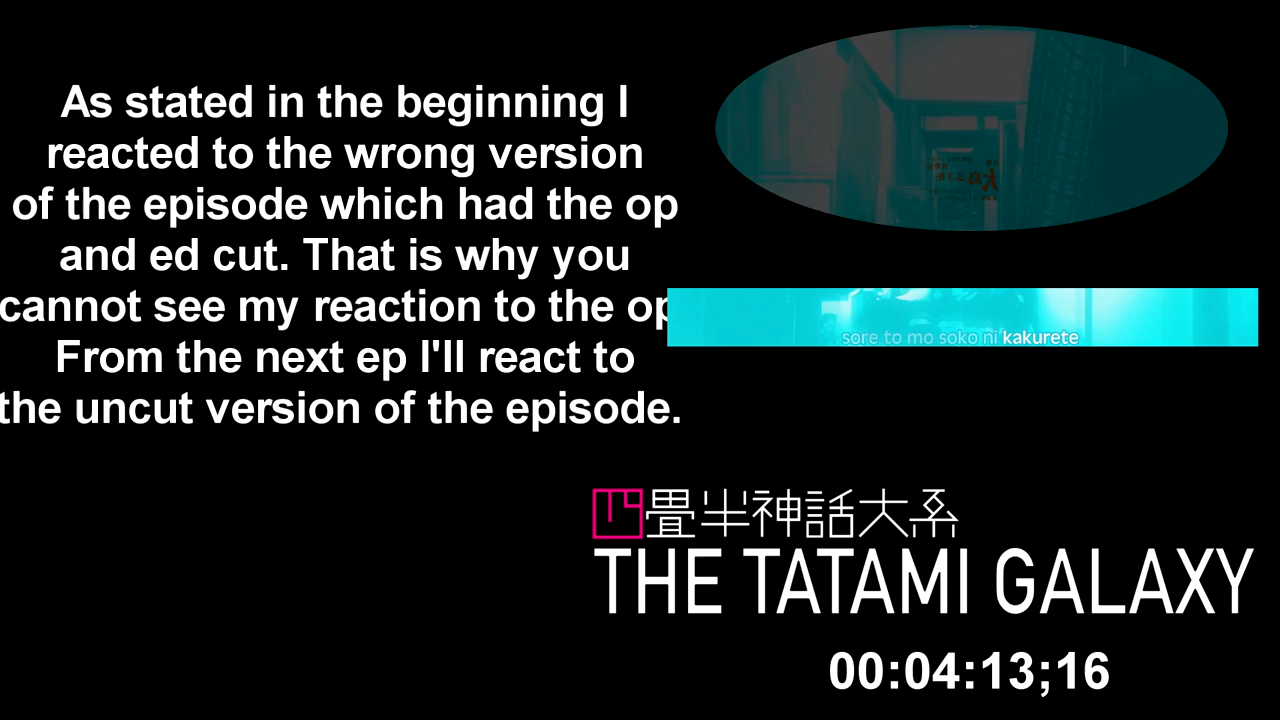 As stated in the beginning I
reacted to the wrong version
of the episode which had the op
and ed cut. That is why you
cannot see my reaction to the op
From the next ep I'll react to
the uncut version of the episode.
sore to mo soko ni kakurete
四畳半神話大系
THE TATAMI GALAXY
00:04:13;16